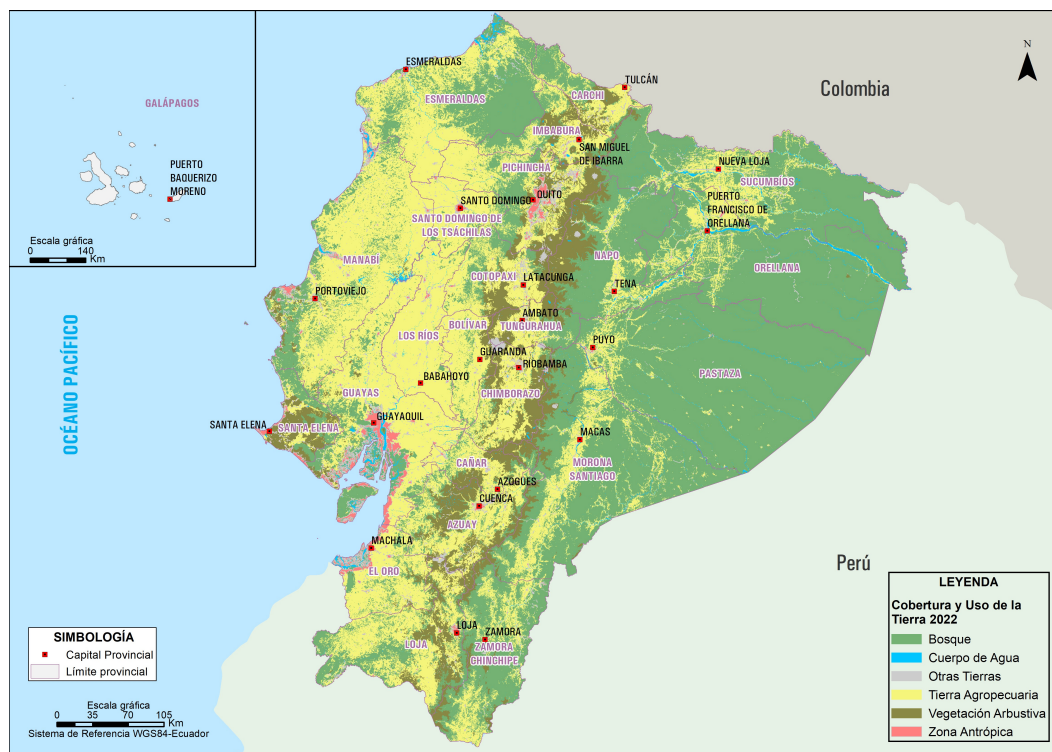 GALÁPAGOS
PUERTO
BAQUERIZO
MORENO
Escala gráfica
0 140
Km
N
Colombia
Perú
OCÉANO PACÍFICO
ESMERALDAS
ESMERALDAS
TULCÁN
CARCHI
IMBABURA
SAN MIGUEL
DE IBARRA
PICHINCHA
NUEVA LOJA
SUCUMBÍOS
QUITO
SANTO DOMINGO
SANTO DOMINGO DE
LOS TSÁCHILAS
PUERTO
FRANCISCO DE
ORELLANA
MANABÍ
NAPO
ORELLANA
COTOPAXI
LATACUNGA
TENA
PORTOVIEJO
AMBATO
TUNGURAHUA
BOLÍVAR
LOS RÍOS
PUYO
GUARANDA
RIOBAMBA
PASTAZA
BABAHOYO
GUAYAS
CHIMBORAZO
GUAYAQUIL
SANTA ELENA
SANTA ELENA
MACAS
CAÑAR
MORONA
SANTIAGO
AZOGUES
CUENCA
AZUAY
MACHALA
EL ORO
LOJA
LOJA
ZAMORA
ZAMORA
GHINGHIPE
SIMBOLOGÍA
Capital Provincial
Límite provincial
Escala gráfica
0 35 70 105
Km
Sistema de Referencia WGS84-Ecuador
LEYENDA
Cobertura y Uso de la
Tierra 2022
Bosque
Cuerpo de Agua
Otras Tierras
Tierra Agropecuaria
Vegetación Arbustiva
Zona Antrópica